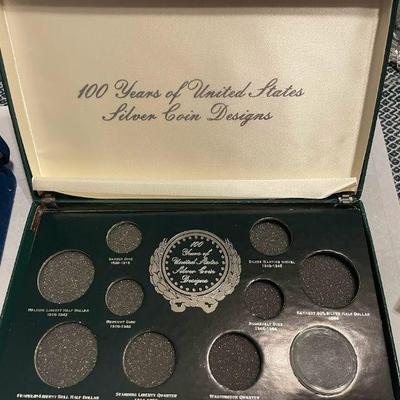 100 Years of United States
Silver Coin Designs
100
Years of
United States
Silver Coin
Designs
Barber Dime
Silver Wartime Nickel
Walking Liberty Half Dollar
Mercury Dime
Roosevelt Dime
Kennedy 90% Silver Half Dollar
1964
Franklin-Liberty Bell Half Dollar
Standing Liberty Quarter
Washington Quarter